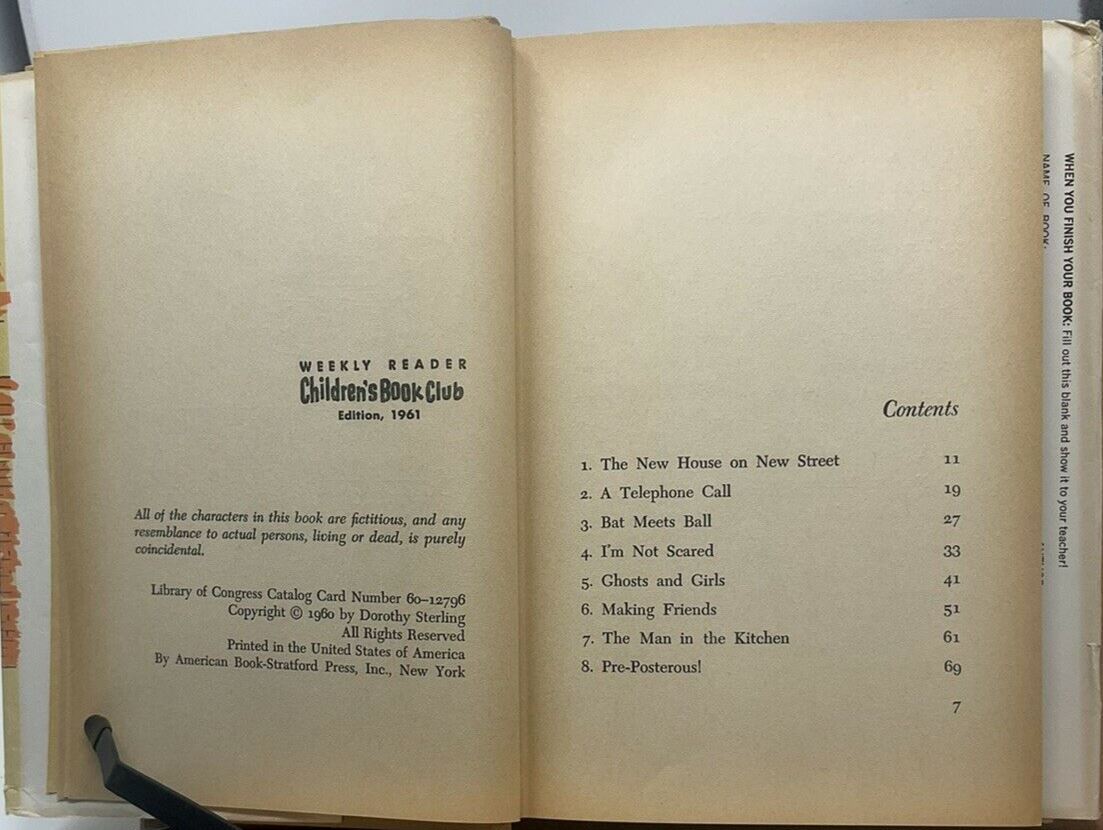 WEEKLY READER
Children's Book Club
Edition, 1961
All of the characters in this book are fictitious, and any
resemblance to actual persons, living or dead, is purely
coincidental.
Library of Congress Catalog Card Number 60–12796
Copyright © 1960 by Dorothy Sterling
All Rights Reserved
Printed in the United States of America
By American Book-Stratford Press, Inc., New York
Contents
1. The New House on New Street 11
2. A Telephone Call 19
3. Bat Meets Ball 27
4. I'm Not Scared 33
5. Ghosts and Girls 41
6. Making Friends 51
7. The Man in the Kitchen 61
8. Pre-Posterous! 69
7
WHEN YOU FINISH YOUR BOOK: Fill out this blank and show it to your teacher!
NAME OF BOOK: